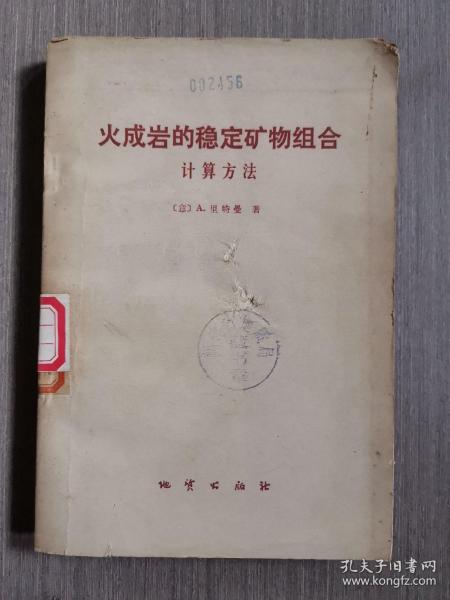 002456
火成岩的稳定矿物组合
计算方法
〔意〕A.里特曼 著
地质出版社
孔夫子旧书网
www.kongfz.com